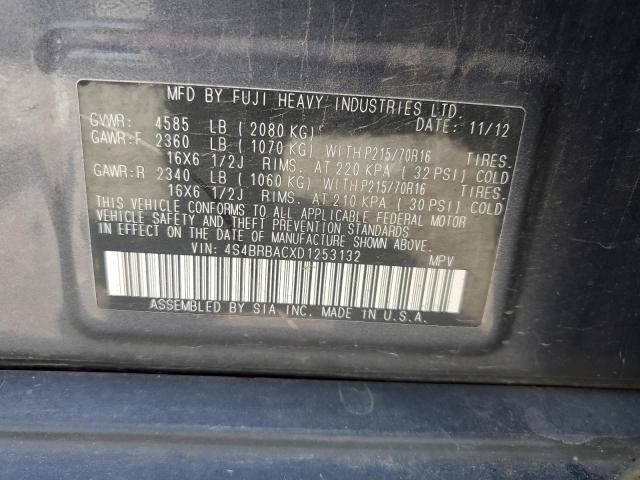 MFD BY FUJI HEAVY INDUSTRIES LTD.
GVWR: 4585 LB ( 2080 KG) DATE: 11/12
GAWR:F 2360 LB ( 1070 KG) WITH P215/70R16 TIRES.
16X6 1/2J RIMS. AT 220 KPA ( 32 PSI) COLD
GAWR:R 2340 LB ( 1060 KG) WITH P215/70R16 TIRES.
16X6 1/2J RIMS. AT 210 KPA ( 30 PSI) COLD
THIS VEHICLE CONFORMS TO ALL APPLICABLE FEDERAL MOTOR
VEHICLE SAFETY AND THEFT PREVENTION STANDARDS
IN EFFECT ON THE DATE OF MANUFACTURE SHOWN ABOVE.
VIN: 4S4BRBACXD1253132 MPV
ASSEMBLED BY SIA INC. MADE IN U.S.A.